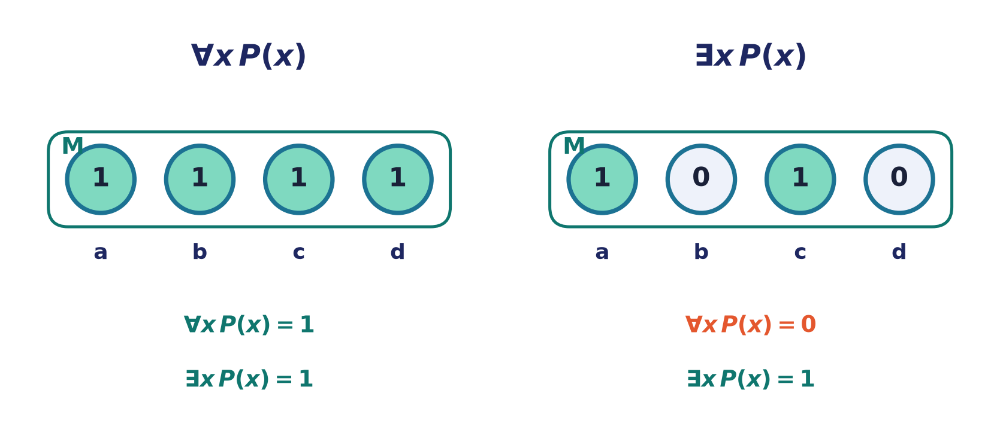 ∀x P(x)
M
1 1 1 1
a b c d
∀x P(x) = 1
∃x P(x) = 1
∃x P(x)
M
1 0 1 0
a b c d
∀x P(x) = 0
∃x P(x) = 1